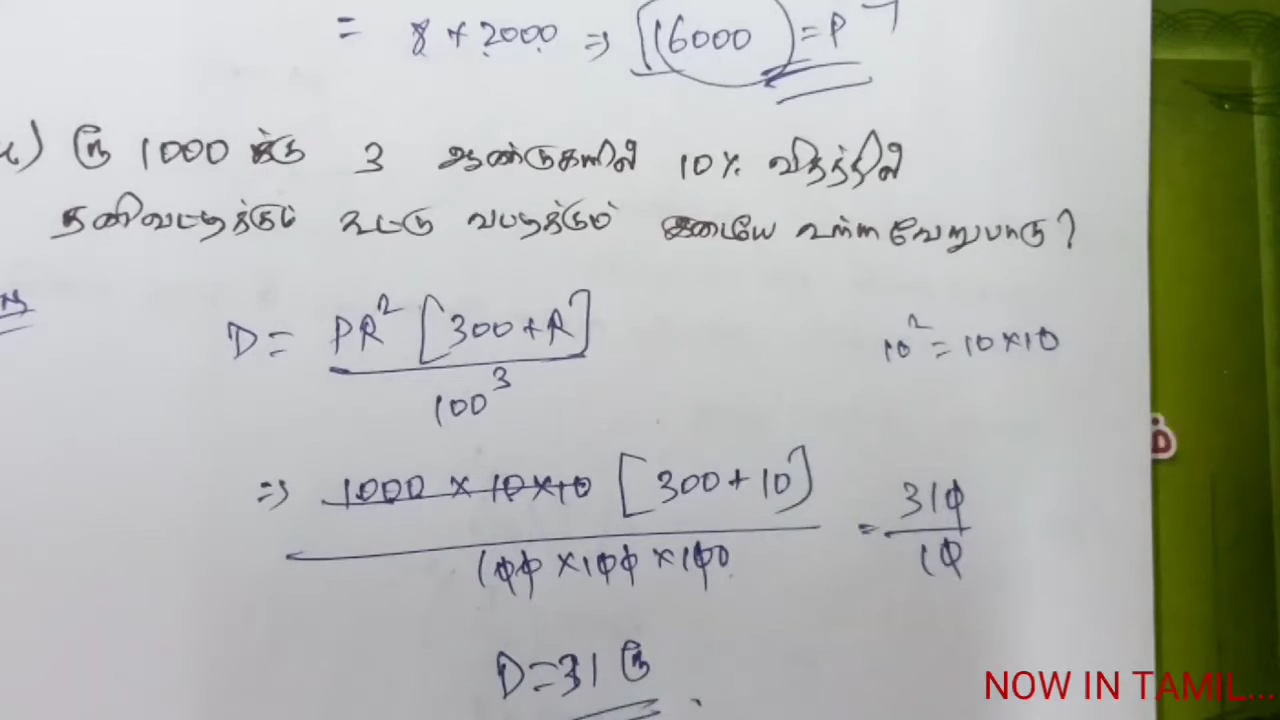 = 8 × 2000 ⇒ 16000 = P
ரூ 1000 க்கு 3 ஆண்டுகளில் 10% விதத்தில்
தனிவட்டிக்கும் கூட்டு வட்டிக்கும் இடையே உள்ள வேறுபாடு?
D = PR² [300+R]
100³
10² = 10×10
⇒ 1000 × 10×10 [300+10]
100 ×100 ×100
= 310
10
D=31 ரூ
NOW IN TAMIL...